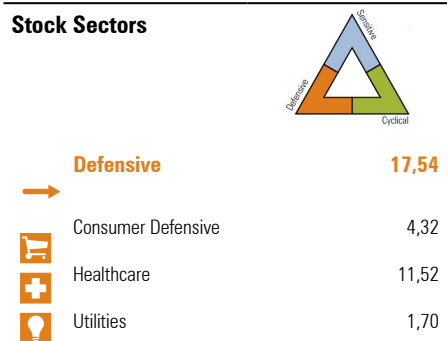 Stock Sectors
Sensitive
Defensive
Cyclical
Defensive 17,54
Consumer Defensive 4,32
Healthcare 11,52
Utilities 1,70